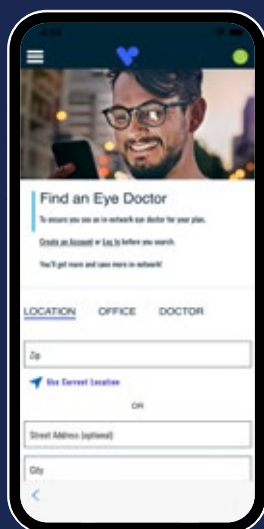 Find an Eye Doctor
To ensure you see an in-network eye doctor for your plan.
Create an Account or Log In before you search.
You'll get more and save more in-network!
LOCATION OFFICE DOCTOR
Zip
Use Current Location
OR
Street Address (optional)
City